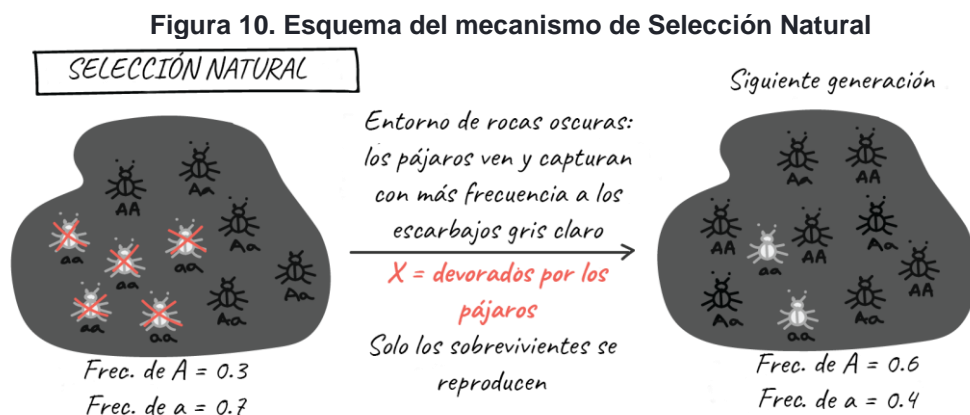 Figura 10. Esquema del mecanismo de Selección Natural
SELECCIÓN NATURAL
Aa
AA
Aa
aa
aa
aa
Aa
Aa
aa
aa
Frec. de A = 0.3
Frec. de a = 0.7
Entorno de rocas oscuras:
los pájaros ven y capturan
con más frecuencia a los
escarbajos gris claro
X = devorados por los
pájaros
Solo los sobrevivientes se
reproducen
Siguiente generación
Aa
AA
AA
AA
Aa
aa
AA
Aa
Aa
aa
Frec. de A = 0.6
Frec. de a = 0.4